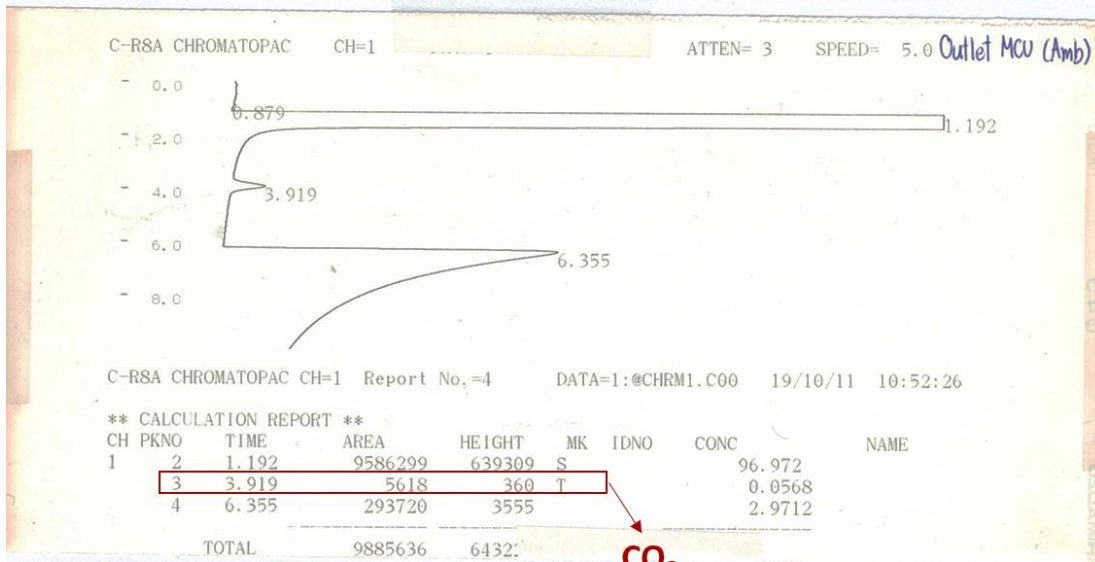 C-R8A CHROMATOPAC CH=1 ATTEN= 3 SPEED= 5.0 Outlet MCU (Amb)
0.0
0.879
1.192
2.0
3.919
4.0
6.0
6.355
8.0
C-R8A CHROMATOPAC CH=1 Report No.=4 DATA=1:@CHRM1.C00 19/10/11 10:52:26
** CALCULATION REPORT **
CH PKNO TIME AREA HEIGHT MK IDNO CONC NAME
1 2 1.192 9586299 639309 S 96.972
3 3.919 5618 360 T 0.0568
4 6.355 293720 3555 2.9712
TOTAL 9885636